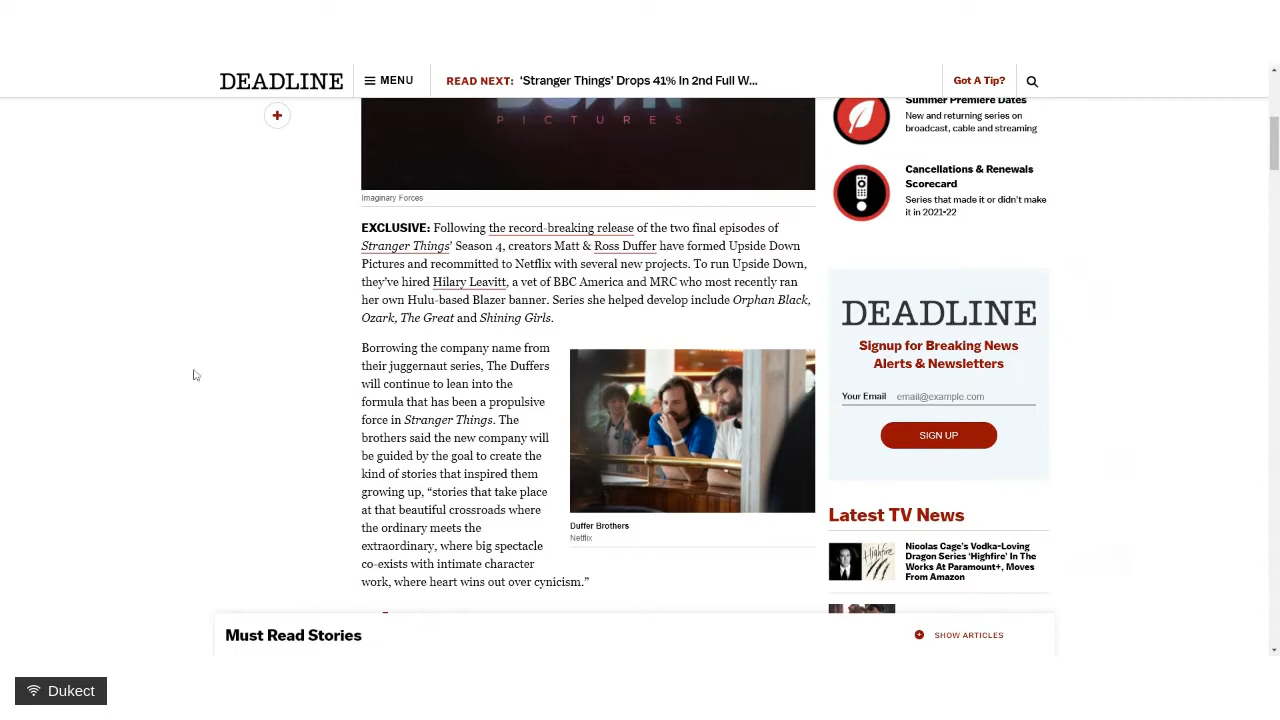 DEADLINE
MENU
READ NEXT: ‘Stranger Things’ Drops 41% In 2nd Full W...
Got A Tip?
PICTURES
Imaginary Forces
EXCLUSIVE: Following the record-breaking release of the two final episodes of
Stranger Things’ Season 4, creators Matt & Ross Duffer have formed Upside Down
Pictures and recommitted to Netflix with several new projects. To run Upside Down,
they’ve hired Hilary Leavitt, a vet of BBC America and MRC who most recently ran
her own Hulu-based Blazer banner. Series she helped develop include Orphan Black,
Ozark, The Great and Shining Girls.
Borrowing the company name from
their juggernaut series, The Duffers
will continue to lean into the
formula that has been a propulsive
force in Stranger Things. The
brothers said the new company will
be guided by the goal to create the
kind of stories that inspired them
growing up, “stories that take place
at that beautiful crossroads where
the ordinary meets the
extraordinary, where big spectacle
co-exists with intimate character
work, where heart wins out over cynicism.”
Duffer Brothers
Netflix
Summer Premiere Dates
New and returning series on
broadcast, cable and streaming
Cancellations & Renewals
Scorecard
Series that made it or didn’t make
it in 2021-22
DEADLINE
Signup for Breaking News
Alerts & Newsletters
Your Email email@example.com
SIGN UP
Latest TV News
Highfire
Nicolas Cage’s Vodka-Loving
Dragon Series ‘Highfire’ In The
Works At Paramount+, Moves
From Amazon
Must Read Stories
SHOW ARTICLES
Dukect